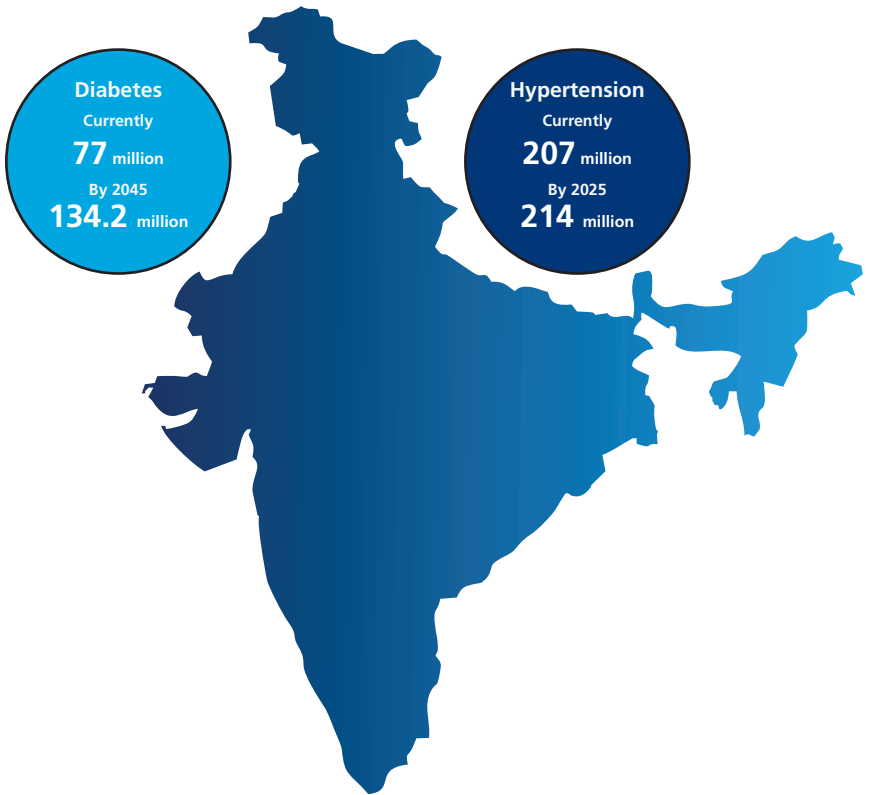 Diabetes
Currently
77 million
By 2045
134.2 million
Hypertension
Currently
207 million
By 2025
214 million